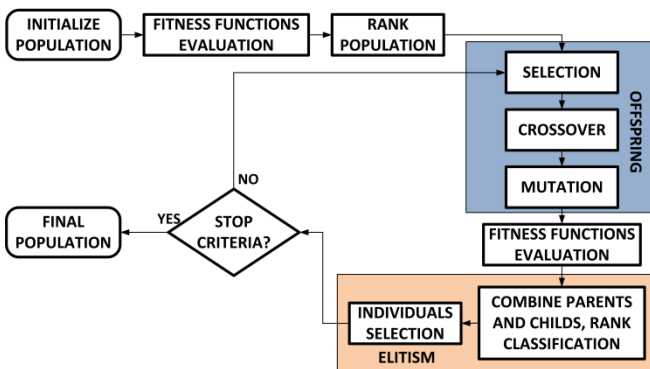 INITIALIZE
POPULATION
FITNESS FUNCTIONS
EVALUATION
RANK
POPULATION
SELECTION
CROSSOVER
MUTATION
OFFSPRING
FITNESS FUNCTIONS
EVALUATION
COMBINE PARENTS
AND CHILDS, RANK
CLASSIFICATION
INDIVIDUALS
SELECTION
ELITISM
STOP
CRITERIA?
NO
YES
FINAL
POPULATION